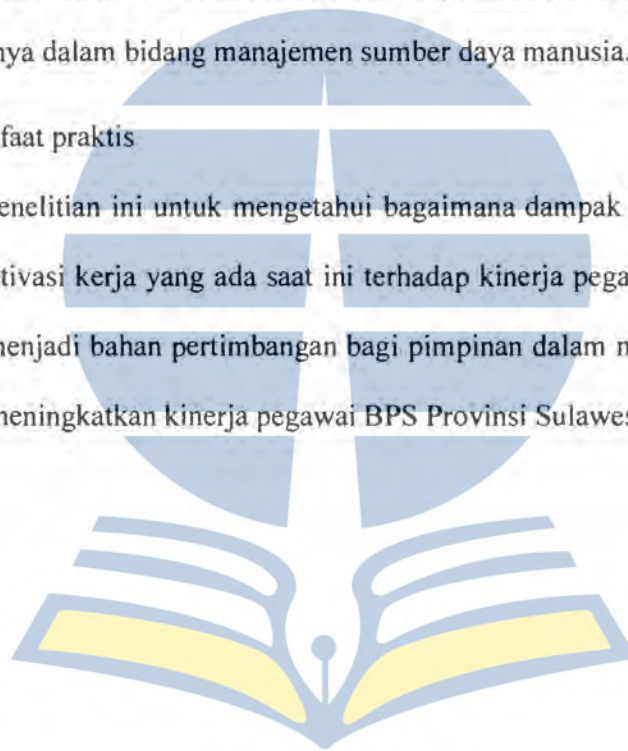 nya dalam bidang manajemen sumber daya manusia.
faat praktis
enelitian ini untuk mengetahui bagaimana dampak
tivasi kerja yang ada saat ini terhadap kinerja pega
menjadi bahan pertimbangan bagi pimpinan dalam m
meningkatkan kinerja pegawai BPS Provinsi Sulawes